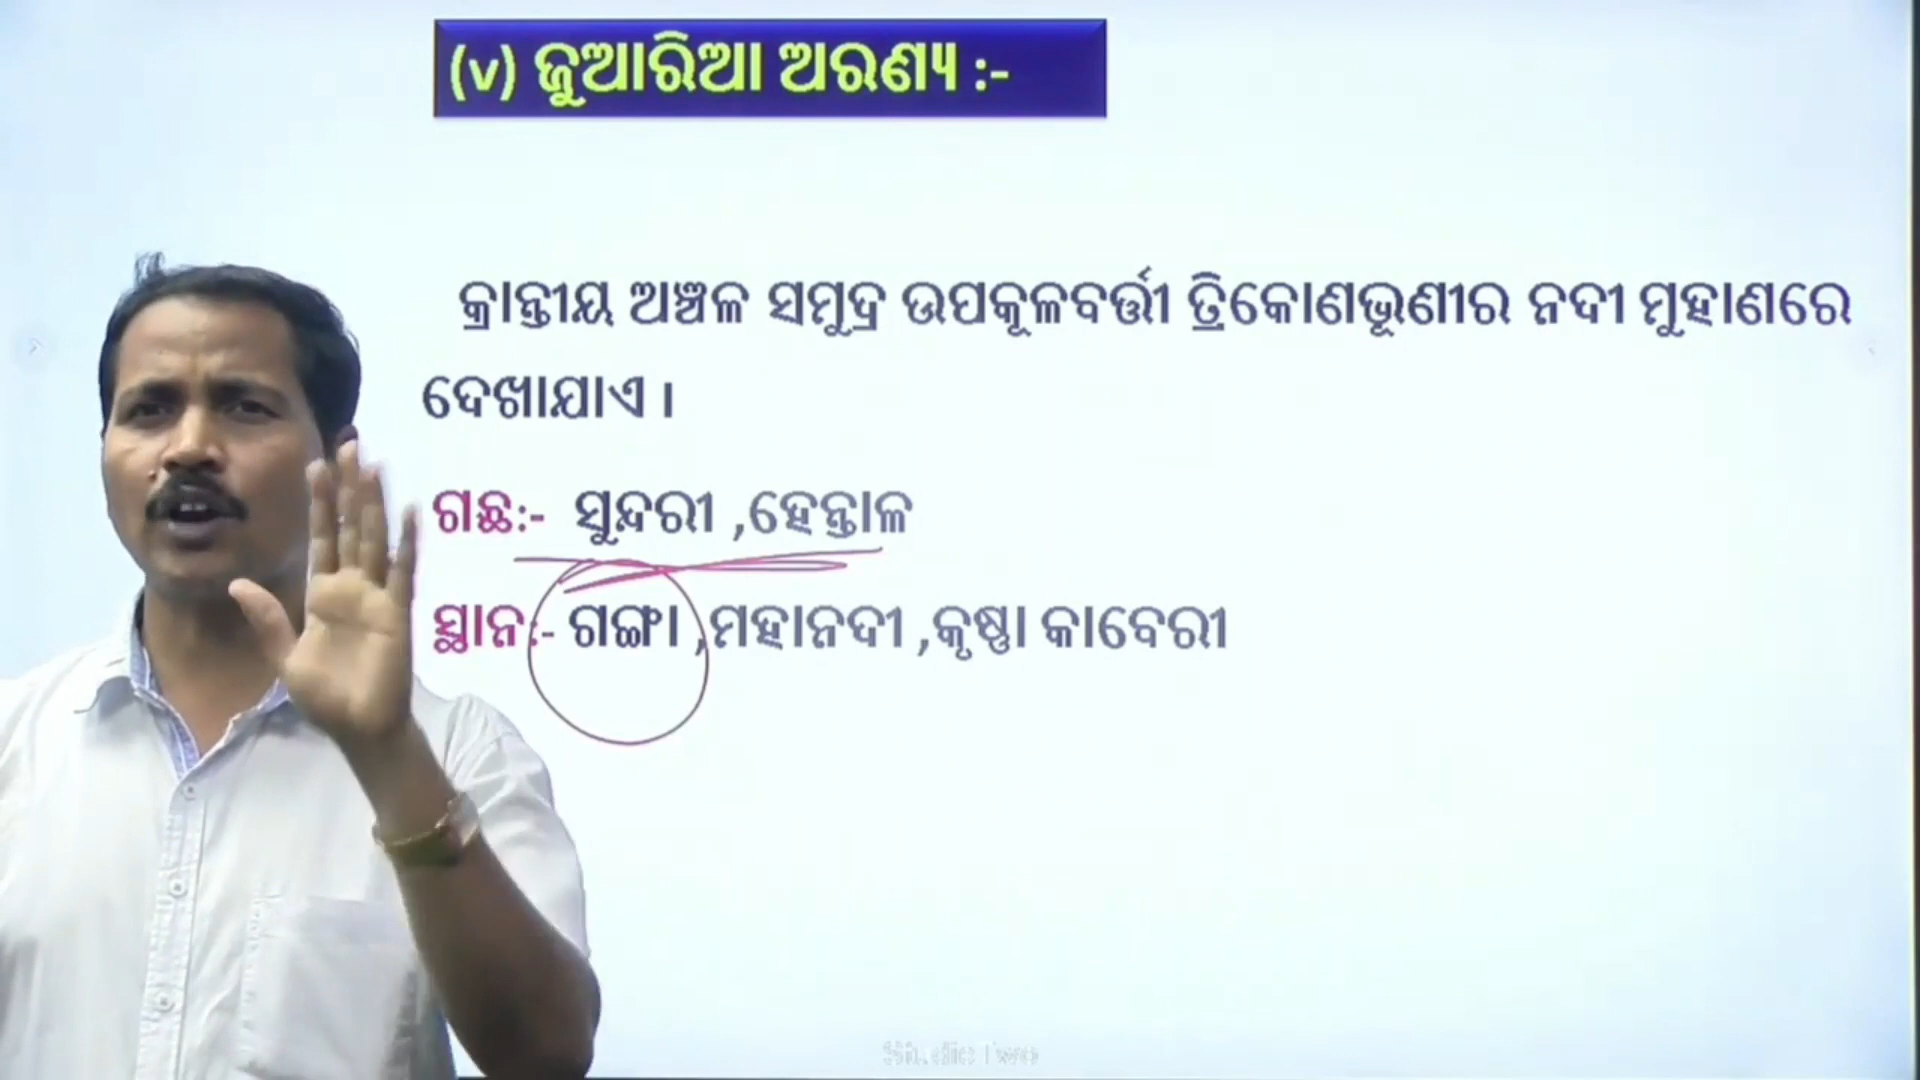 (v) ଜୁଆରିଆ ଅରଣ୍ୟ :-
କ୍ରାନ୍ତୀୟ ଅଞ୍ଚଳ ସମୁଦ୍ର ଉପକୂଳବର୍ତ୍ତୀ ତ୍ରିକୋଣଭୂଣୀର ନଦୀ ମୁହାଣରେ
ଦେଖାଯାଏ ।
ଗଛ:- ସୁନ୍ଦରୀ ,ହେନ୍ତାଳ
ସ୍ଥାନ:- ଗଙ୍ଗା ,ମହାନଦୀ ,କୃଷ୍ଣା କାବେରୀ